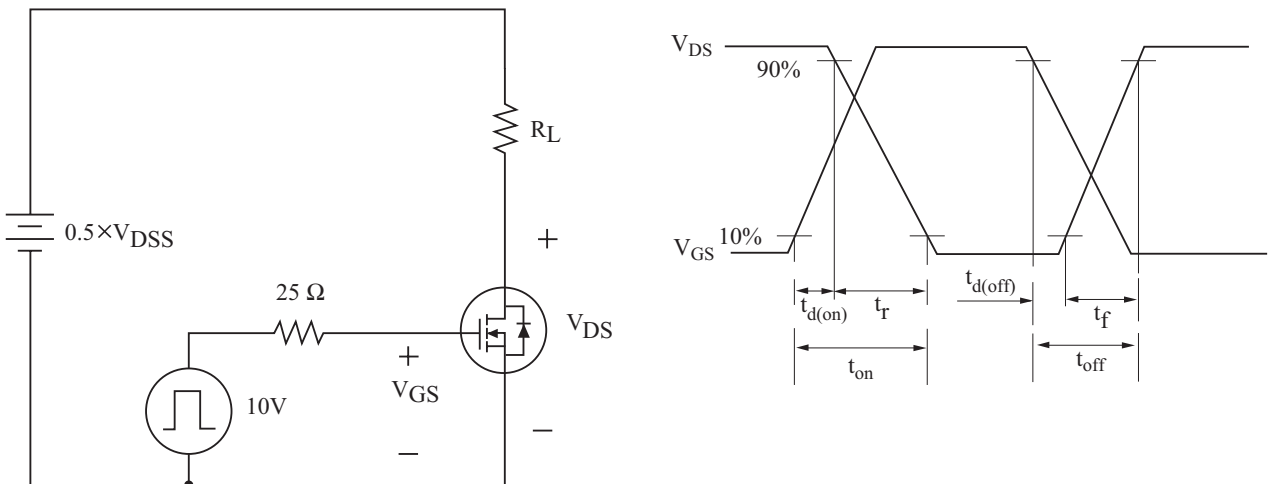 R_L
0.5×V_DSS
+
25 Ω
V_DS
+
V_GS
10V
−
−
V_DS
90%
V_GS
10%
t_d(on)
t_r
t_d(off)
t_f
t_on
t_off